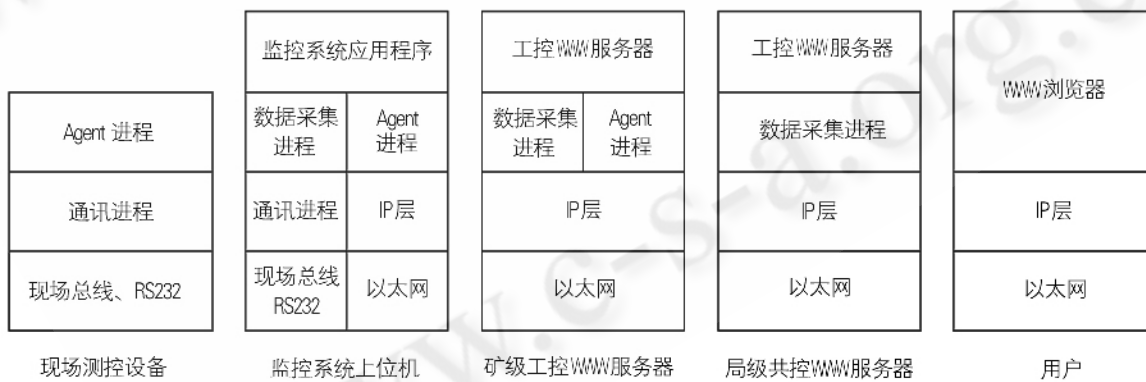 监控系统应用程序
工控WWW服务器
工控WWW服务器
WWW浏览器
Agent 进程
数据采集
进程
Agent
进程
数据采集
进程
Agent
进程
数据采集进程
通讯进程
通讯进程
IP层
IP层
IP层
IP层
现场总线、RS232
现场总线
RS232
以太网
以太网
以太网
以太网
现场测控设备
监控系统上位机
矿级工控WWW服务器
局级共控WWW服务器
用户